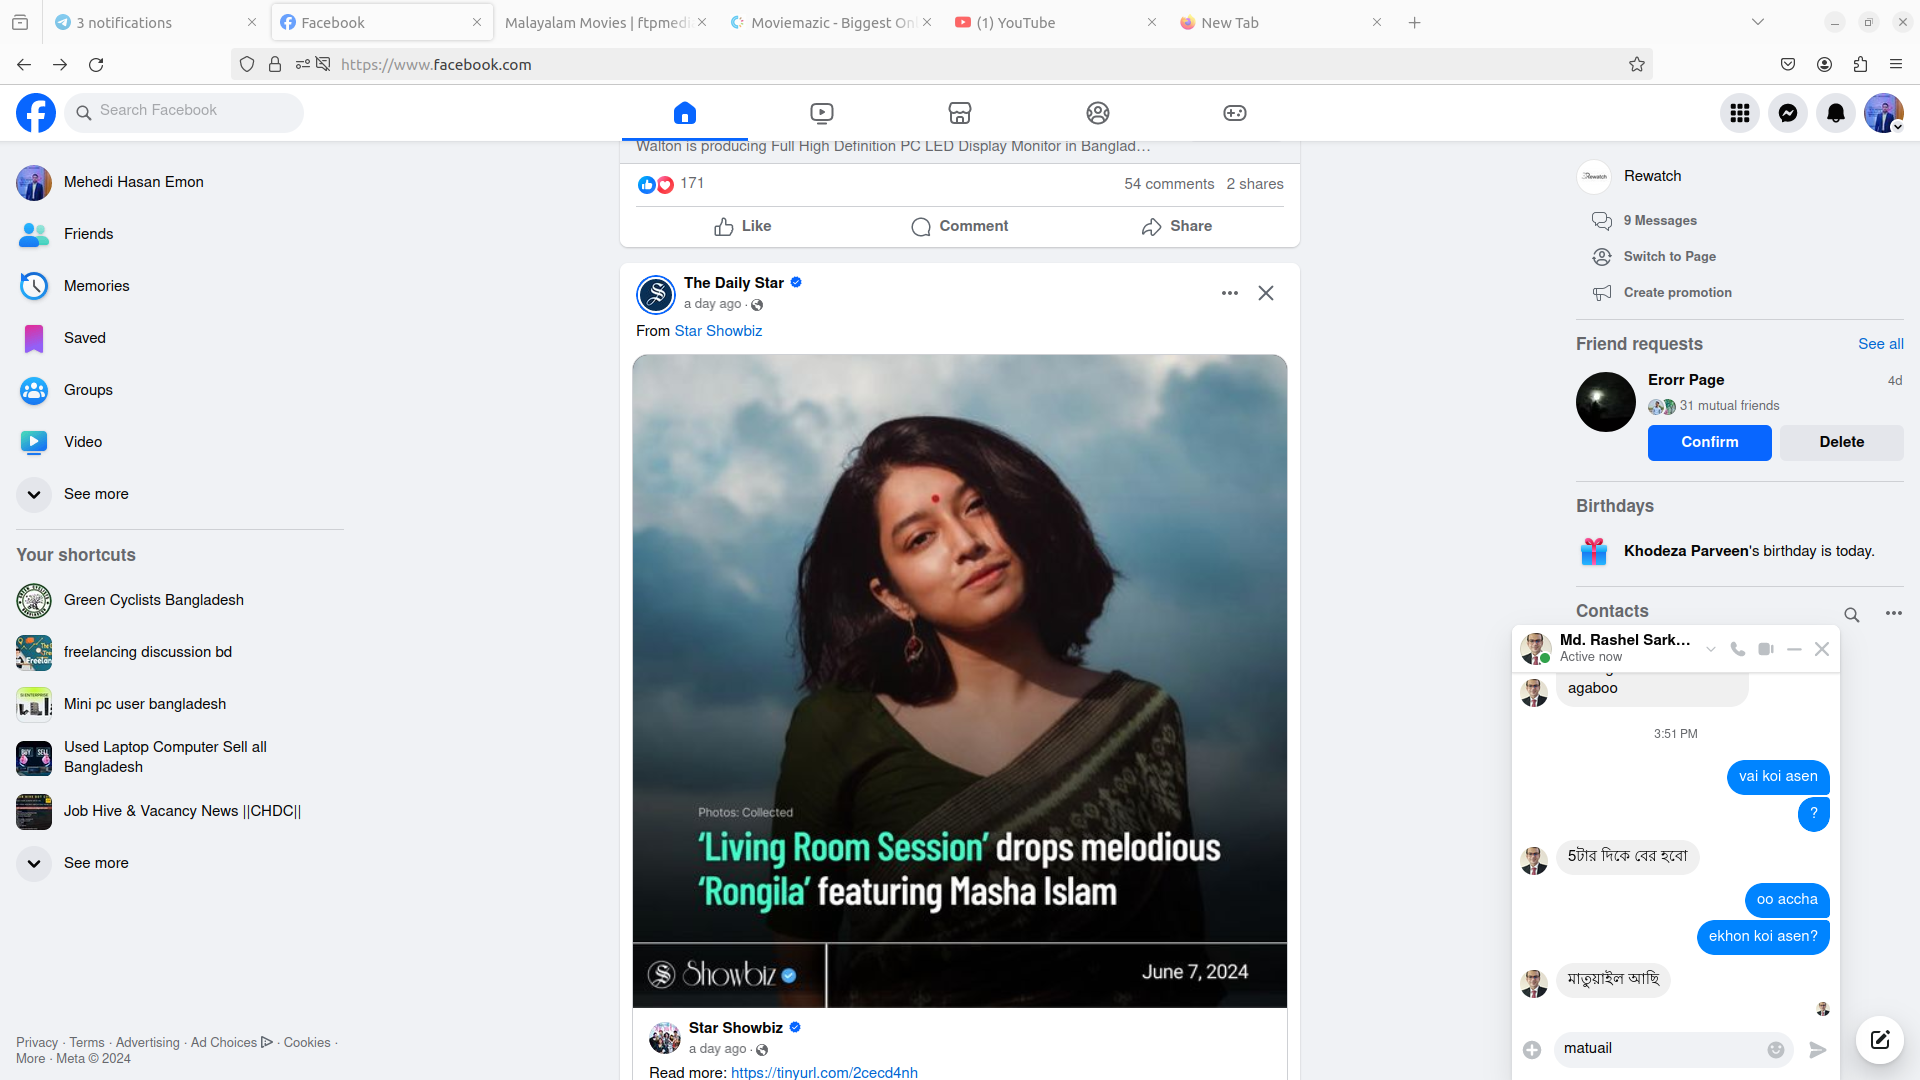 3 notifications
Facebook
Malayalam Movies | ftpmedi
Moviemazic - Biggest Onl
(1) YouTube
New Tab
https://www.facebook.com
Search Facebook
Mehedi Hasan Emon
Friends
Memories
Saved
Groups
Video
See more
Your shortcuts
Green Cyclists Bangladesh
freelancing discussion bd
Mini pc user bangladesh
Used Laptop Computer Sell all
Bangladesh
Job Hive & Vacancy News ||CHDC||
See more
Privacy · Terms · Advertising · Ad Choices · Cookies ·
More · Meta © 2024
Walton is producing Full High Definition PC LED Display Monitor in Banglad…
171
54 comments 2 shares
Like Comment Share
The Daily Star
a day ago ·
From Star Showbiz
Photos: Collected
‘Living Room Session’ drops melodious
‘Rongila’ featuring Masha Islam
Showbiz
June 7, 2024
Star Showbiz
a day ago ·
Read more: https://tinyurl.com/2cecd4nh
Rewatch
9 Messages
Switch to Page
Create promotion
Friend requests
See all
Erorr Page
4d
31 mutual friends
Confirm Delete
Birthdays
Khodeza Parveen's birthday is today.
Contacts
Md. Rashel Sark...
Active now
agaboo
3:51 PM
vai koi asen
?
5টার দিকে বের হবো
oo accha
ekhon koi asen?
মাতুয়াইল আছি
matuail